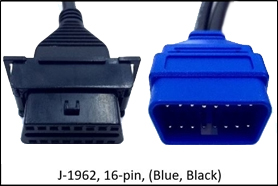 J-1962, 16-pin, (Blue, Black)